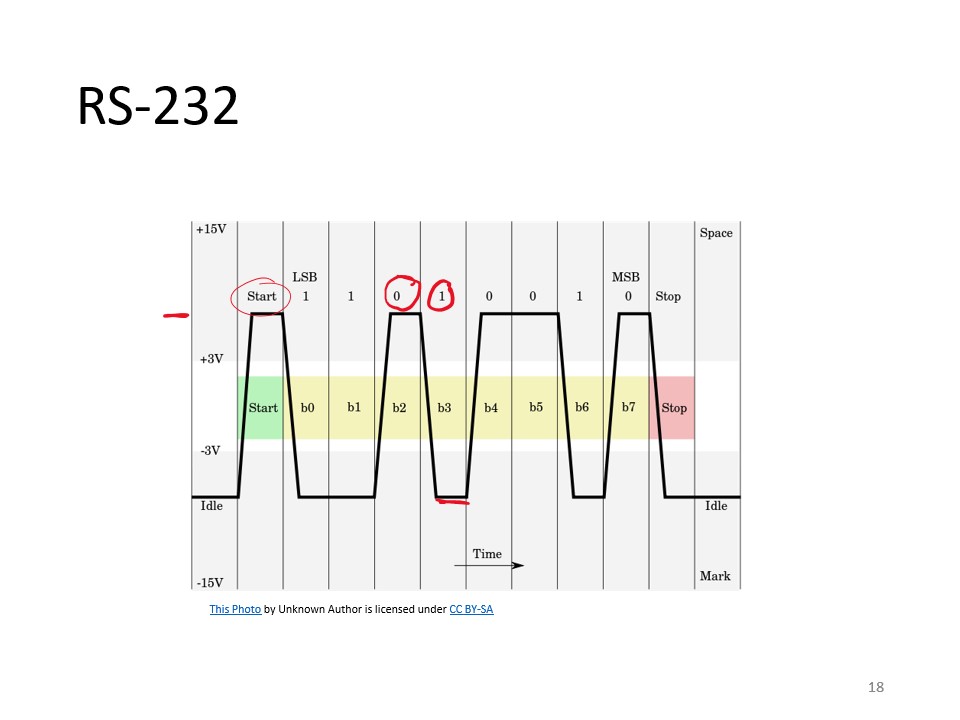 RS-232
+15V
Space
LSB
MSB
Start 1 1 0 1 0 0 1 0 Stop
+3V
Start b0 b1 b2 b3 b4 b5 b6 b7 Stop
-3V
Idle
Idle
Time
Mark
-15V
This Photo by Unknown Author is licensed under CC BY-SA
18